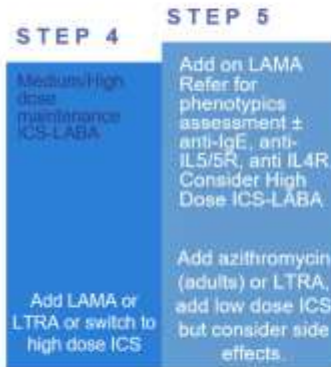 STEP 4
Medium/High
dose
maintenance
ICS-LABA
Add LAMA or
LTRA or switch to
high dose ICS
STEP 5
Add on LAMA
Refer for
phenotypics
assessment ±
anti-IgE, anti-
IL5/5R, anti IL4R
Consider High
Dose ICS-LABA
Add azithromycin
(adults) or LTRA,
add low dose ICS
but consider side
effects.